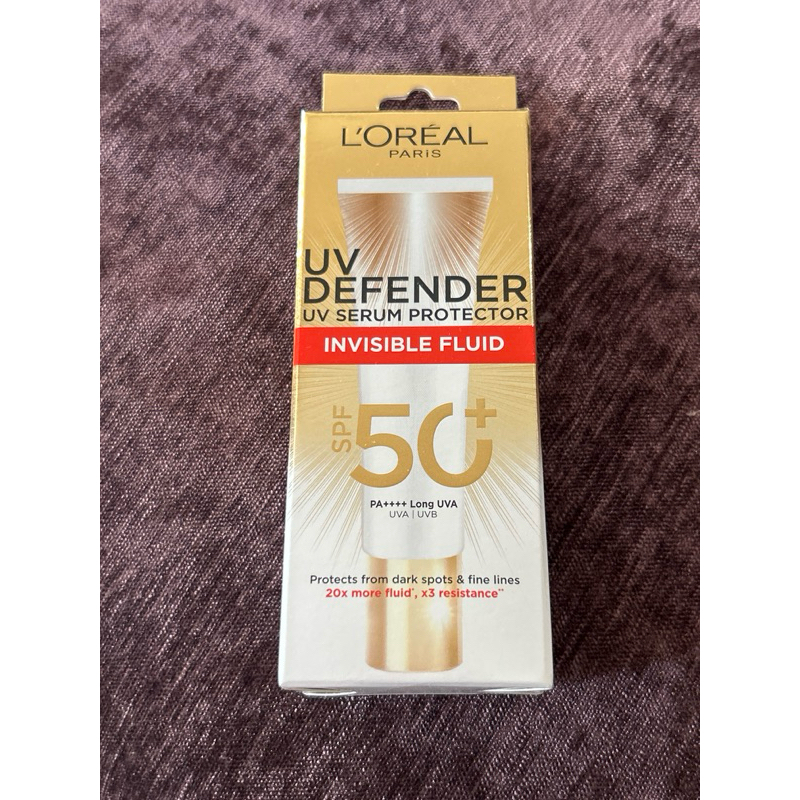 L'ORÉAL
PARIS
UV
DEFENDER
UV SERUM PROTECTOR
INVISIBLE FLUID
SPF
50+
PA++++ Long UVA
UVA | UVB
Protects from dark spots & fine lines
20x more fluid*, x3 resistance**